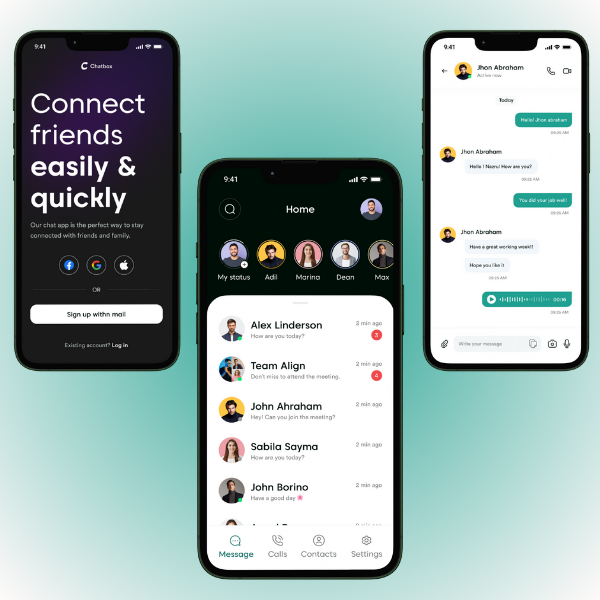 9:41
Chatbox
Connect
friends
easily &
quickly
Our chat app is the perfect way to stay
connected with friends and family.
OR
Sign up withn mail
Existing account? Log in
9:41
Home
My status
Adil
Marina
Dean
Max
Alex Linderson
2 min ago
How are you today?
3
Team Align
2 min ago
Don't miss to attend the meeting.
4
John Ahraham
2 min ago
Hey! Can you join the meeting?
Sabila Sayma
2 min ago
How are you today?
John Borino
2 min ago
Have a good day
Message
Calls
Contacts
Settings
9:41
Jhon Abraham
Active now
Today
Hello! Jhon abraham
09:25 AM
Jhon Abraham
Hello ! Nazrul How are you?
09:25 AM
You did your job well!
09:25 AM
Jhon Abraham
Have a great working week!!
Hope you like it
09:25 AM
00:16
09:25 AM
Write your message